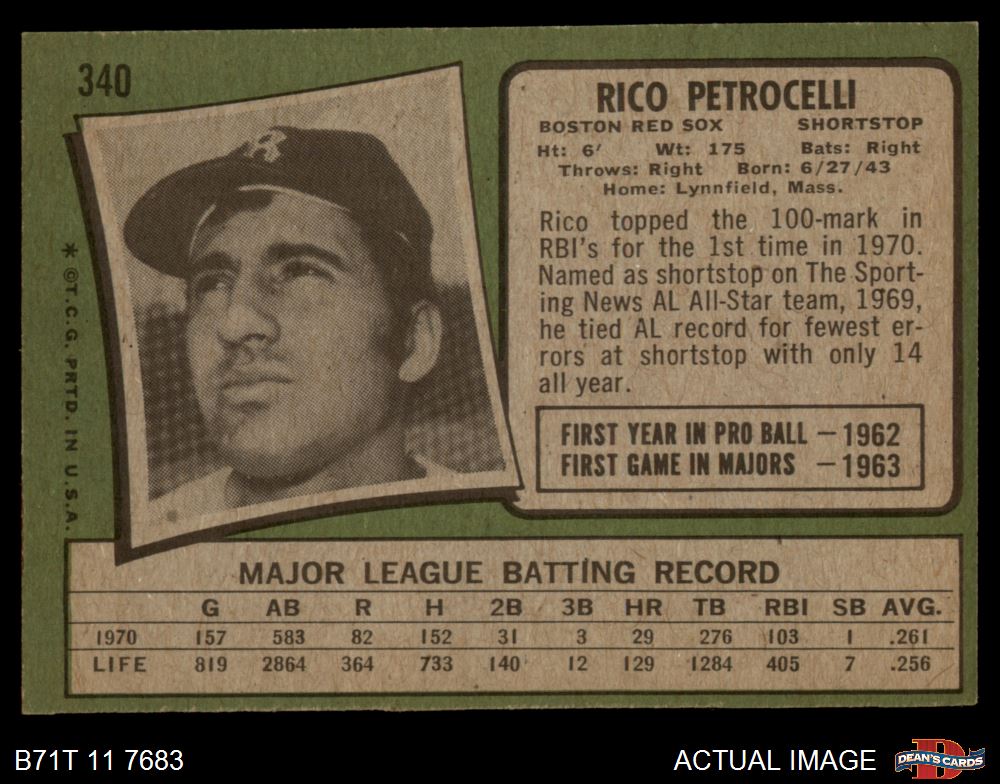 340
RICO PETROCELLI
BOSTON RED SOX SHORTSTOP
Ht: 6' Wt: 175 Bats: Right
Throws: Right Born: 6/27/43
Home: Lynnfield, Mass.
Rico topped the 100-mark in
RBI's for the 1st time in 1970.
Named as shortstop on The Sport-
ing News AL All-Star team, 1969,
he tied AL record for fewest er-
rors at shortstop with only 14
all year.
FIRST YEAR IN PRO BALL – 1962
FIRST GAME IN MAJORS – 1963
* © T.C.G. PRTD. IN U.S.A.
MAJOR LEAGUE BATTING RECORD
G AB R H 2B 3B HR TB RBI SB AVG.
1970 157 583 82 152 31 3 29 276 103 1 .261
LIFE 819 2864 364 733 140 12 129 1284 405 7 .256
B71T 11 7683
ACTUAL IMAGE
D
DEAN'S CARDS